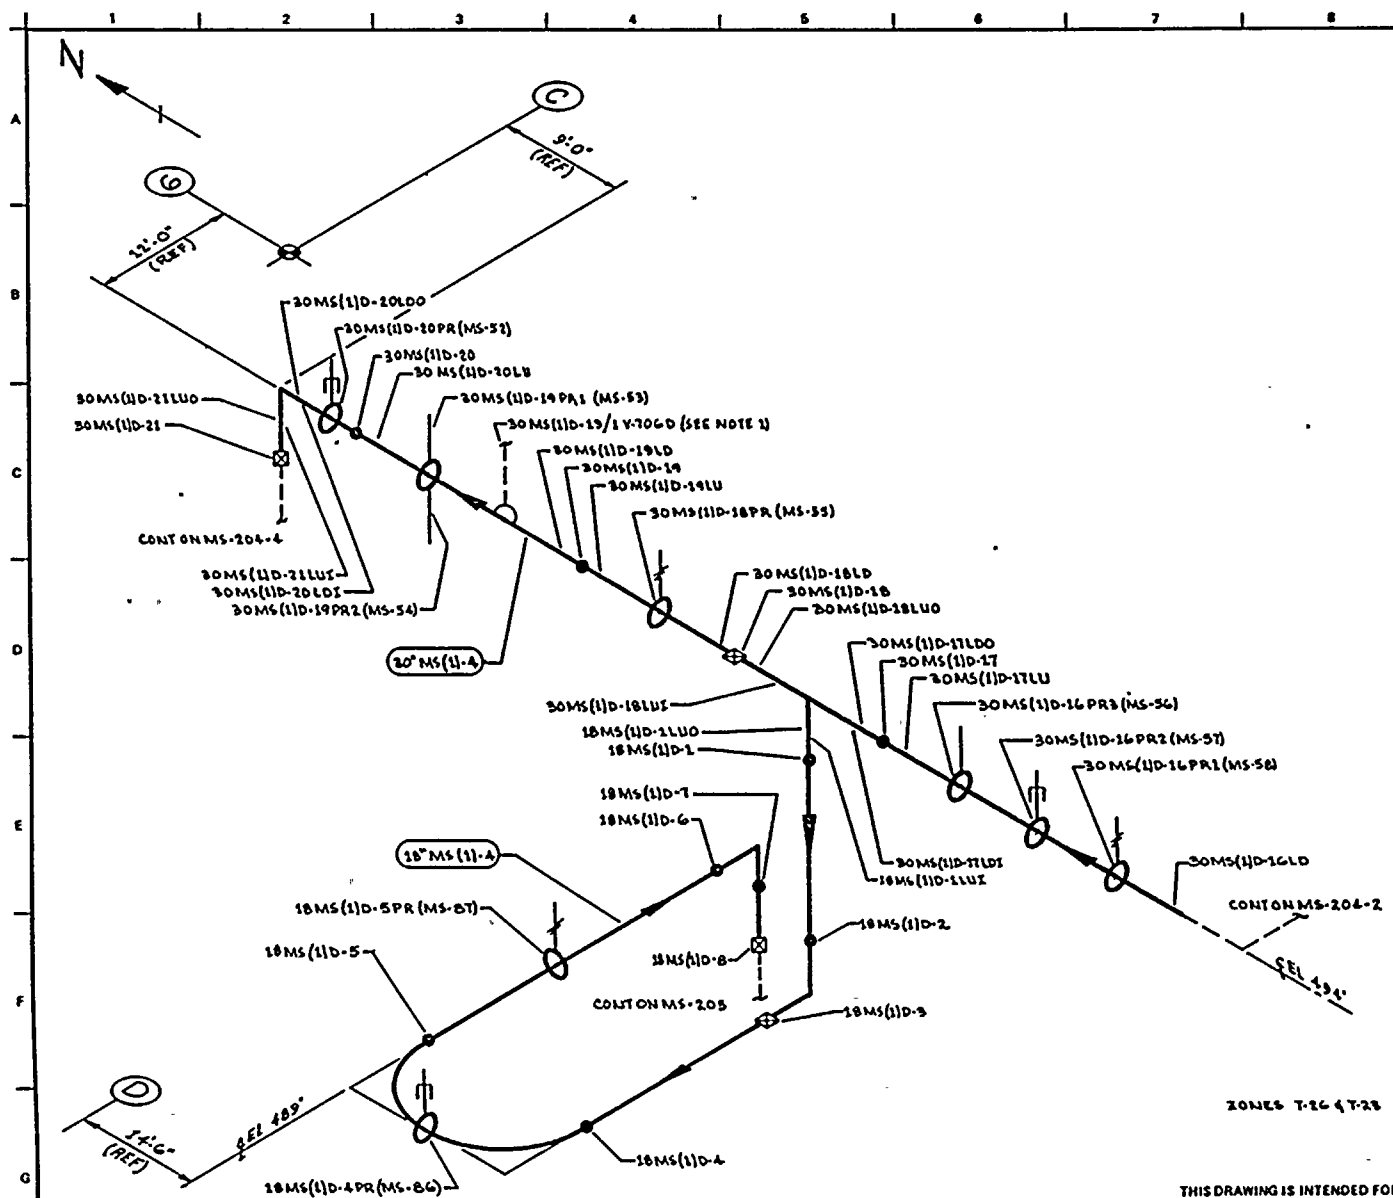 1 2 3 4 5 6 7 8
A
B
C
D
E
F
G
N
C
6
9'-0"
(REF)
12'-0"
(REF)
30MS(1)D-20LDO
30MS(1)D-20PR(MS-52)
30MS(1)D-20
30MS(1)D-20LU
30MS(1)D-21LUO
30MS(1)D-21
30MS(1)D-19PR1 (MS-53)
30MS(1)D-19/1 V-70GD (SEE NOTE 1)
30MS(1)D-19LD
30MS(1)D-19
30MS(1)D-19LU
30MS(1)D-18PR (MS-55)
CONT ON MS-204-4
30MS(1)D-21LUI
30MS(1)D-20LDI
30MS(1)D-19PR2(MS-54)
30MS(1)D-18LD
30MS(1)D-18
30MS(1)D-18LUO
30" MS(1)-4
30MS(1)D-17LDO
30MS(1)D-17
30MS(1)D-17LU
30MS(1)D-18LUI
30MS(1)D-16PR3(MS-56)
18MS(1)D-1LUO
18MS(1)D-1
30MS(1)D-16PR2(MS-57)
30MS(1)D-16PR1(MS-58)
18MS(1)D-7
18MS(1)D-6
18" MS(1)-4
30MS(1)D-17LDI
18MS(1)D-1LUI
30MS(1)D-16LD
CONT ON MS-204-2
18MS(1)D-5PR(MS-87)
18MS(1)D-2
18MS(1)D-5
18MS(1)D-8
CONT ON MS-205
18MS(1)D-3
¢ EL 494'
D
¢ EL 489'
14'-6"
(REF)
ZONES T-26 & T-28
18MS(1)D-4
18MS(1)D-4PR(MS-86)
THIS DRAWING IS INTENDED FOR